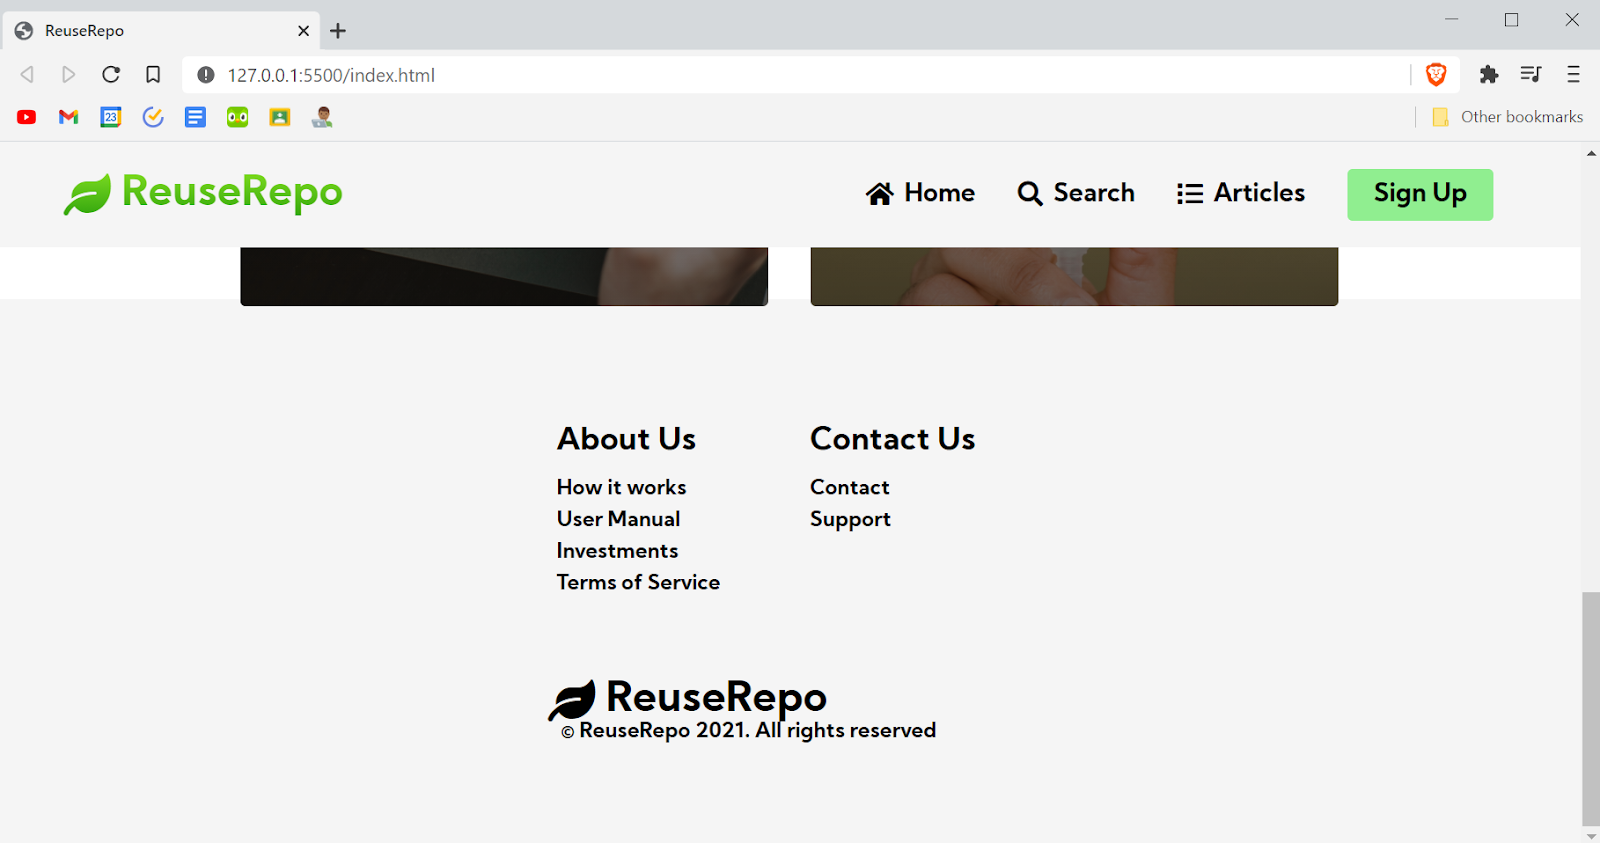 ReuseRepo
127.0.0.1:5500/index.html
23
Other bookmarks
ReuseRepo
Home
Search
Articles
Sign Up
About Us
How it works
User Manual
Investments
Terms of Service
Contact Us
Contact
Support
ReuseRepo
© ReuseRepo 2021. All rights reserved